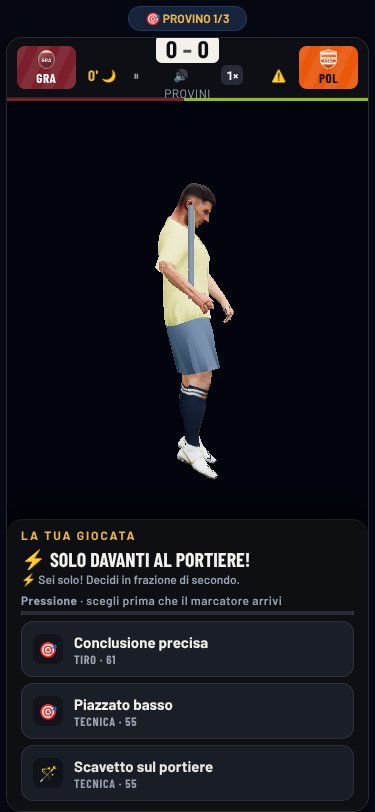 🎯 PROVINO 1/3
0 - 0
GRA
GRA
0' 🌙
1×
POL
PROVINI
LA TUA GIOCATA
⚡ SOLO DAVANTI AL PORTIERE!
⚡ Sei solo! Decidi in frazione di secondo.
Pressione · scegli prima che il marcatore arrivi
Conclusione precisa
TIRO · 61
Piazzato basso
TECNICA · 55
Scavetto sul portiere
TECNICA · 55